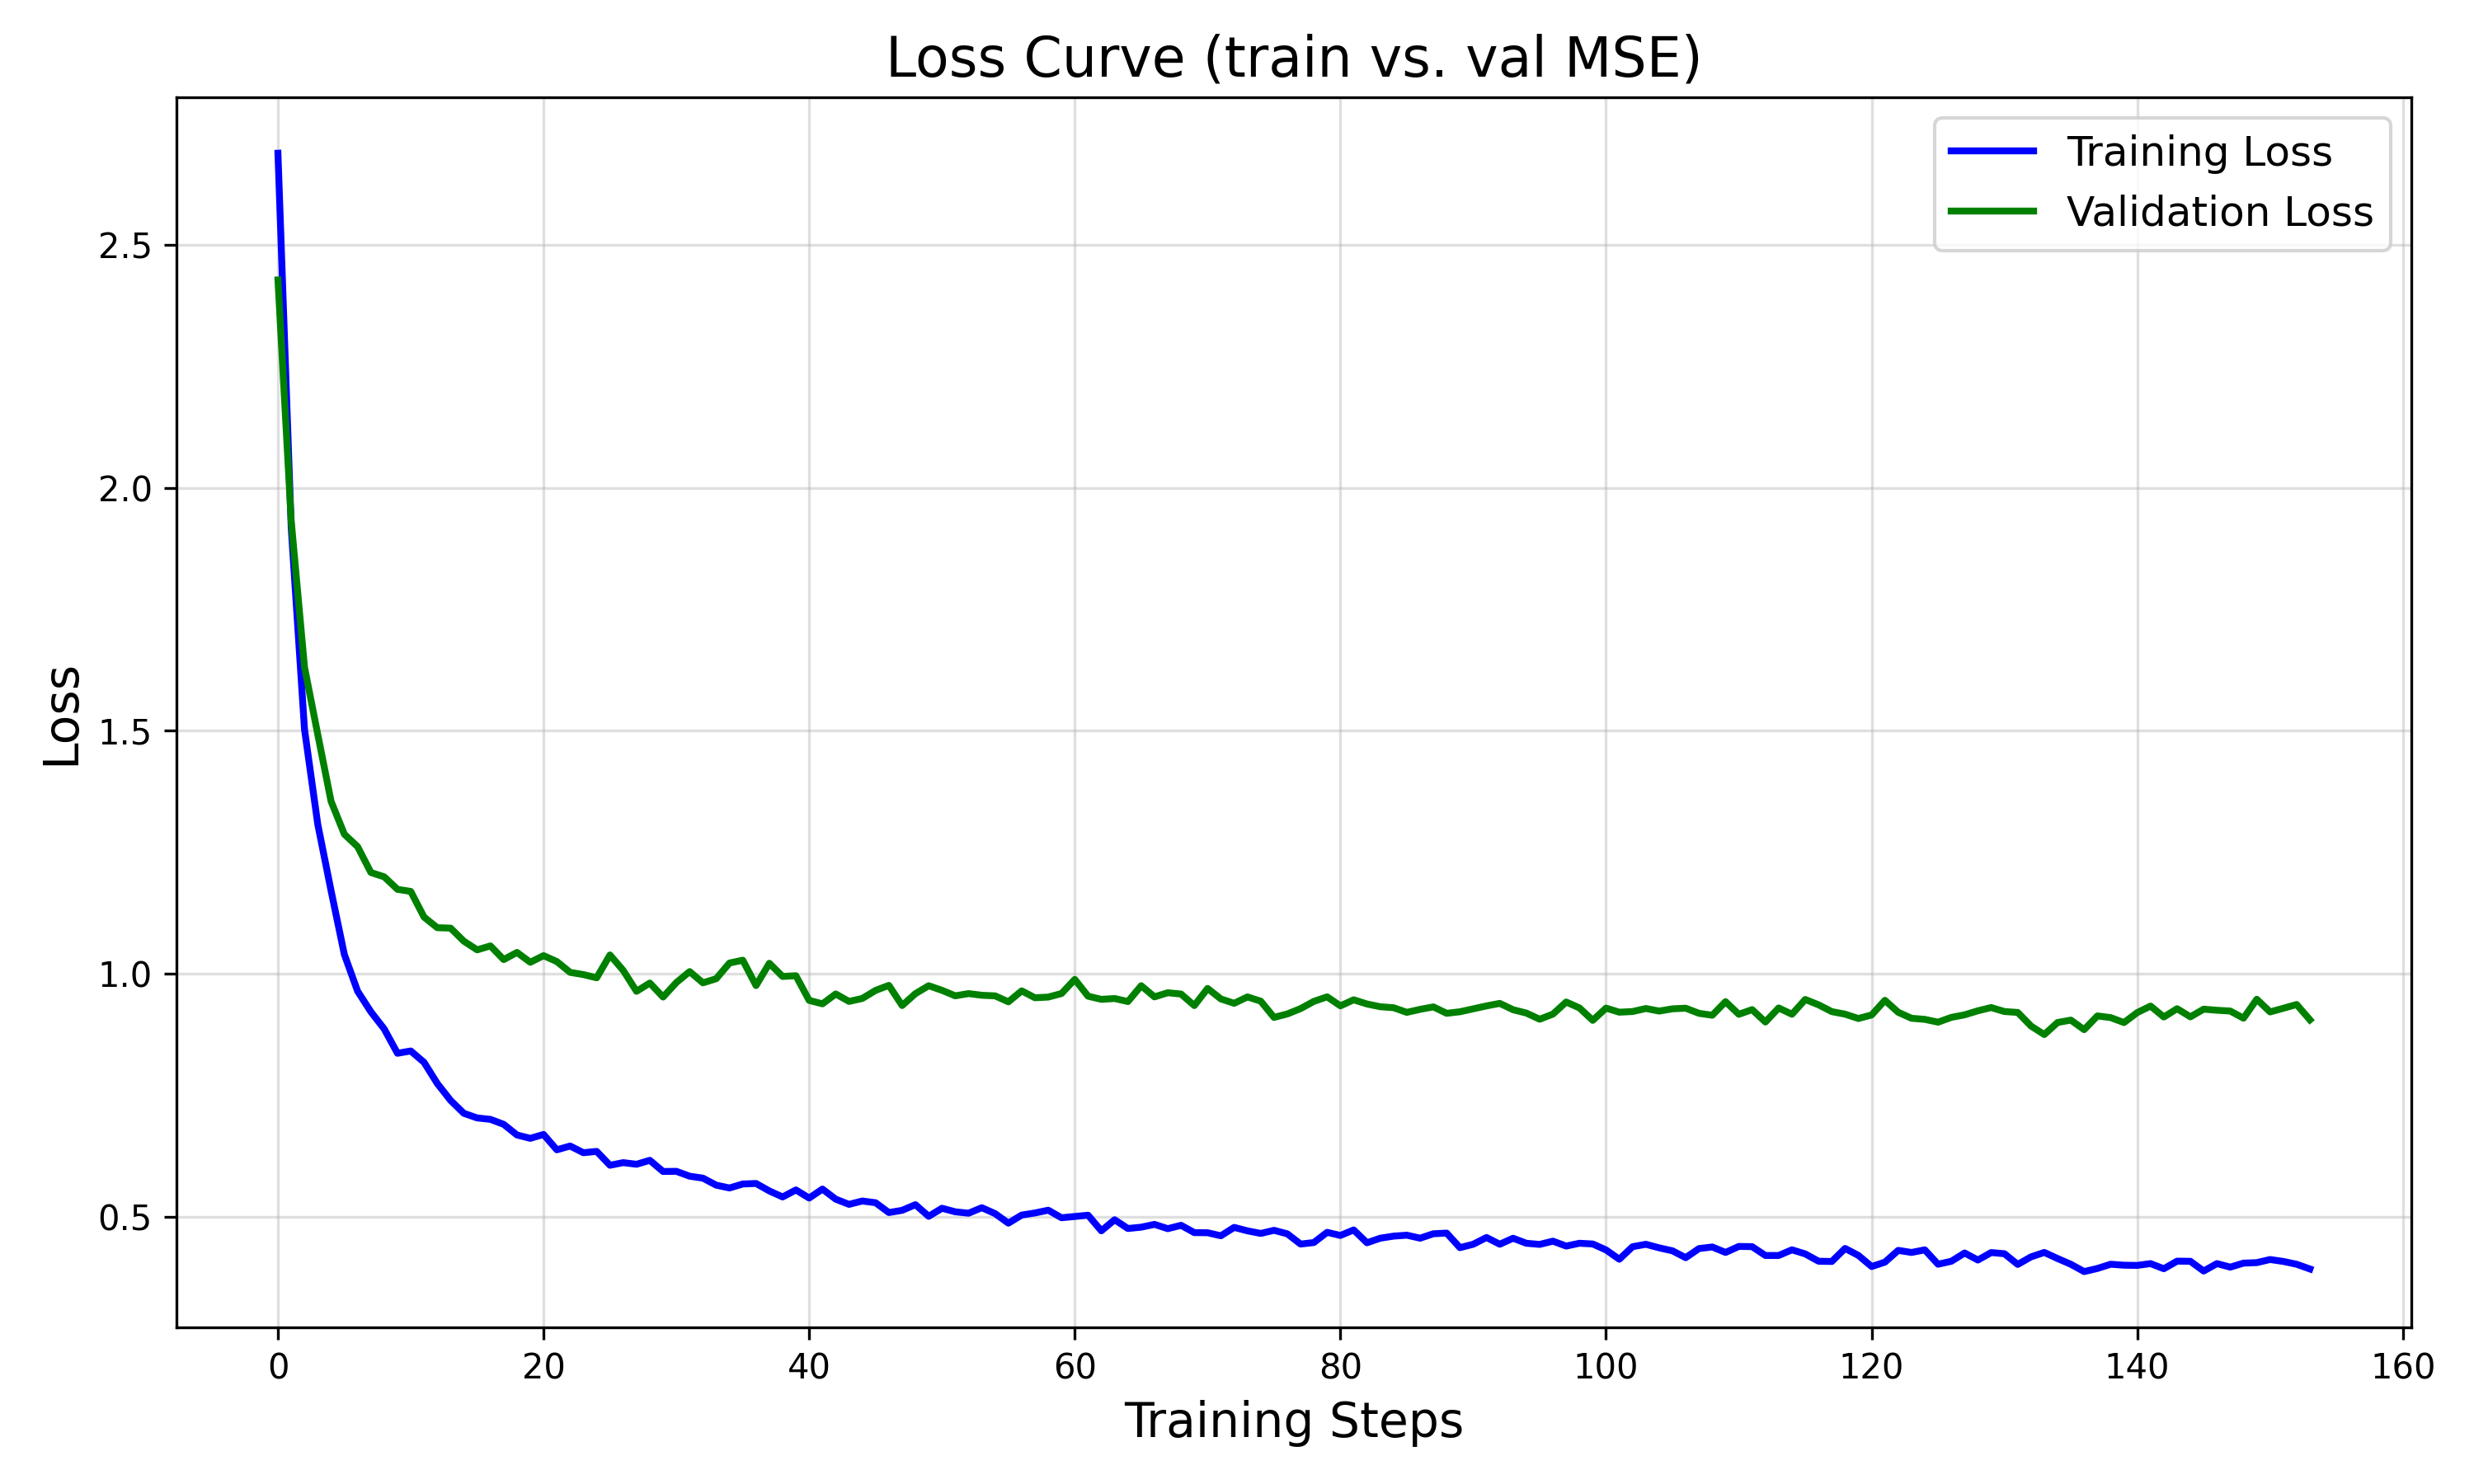 Loss Curve (train vs. val MSE)
Training Loss
Validation Loss
2.5
2.0
1.5
1.0
0.5
Loss
0 20 40 60 80 100 120 140 160
Training Steps